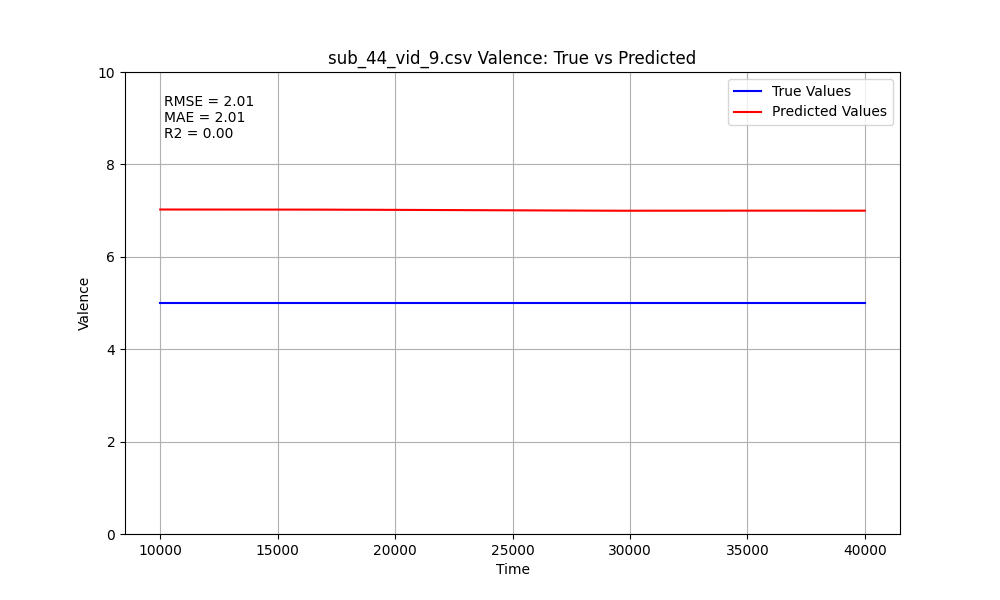 sub_44_vid_9.csv Valence: True vs Predicted
RMSE = 2.01
MAE = 2.01
R2 = 0.00
True Values
Predicted Values
Valence
10
8
6
4
2
0
10000 15000 20000 25000 30000 35000 40000
Time